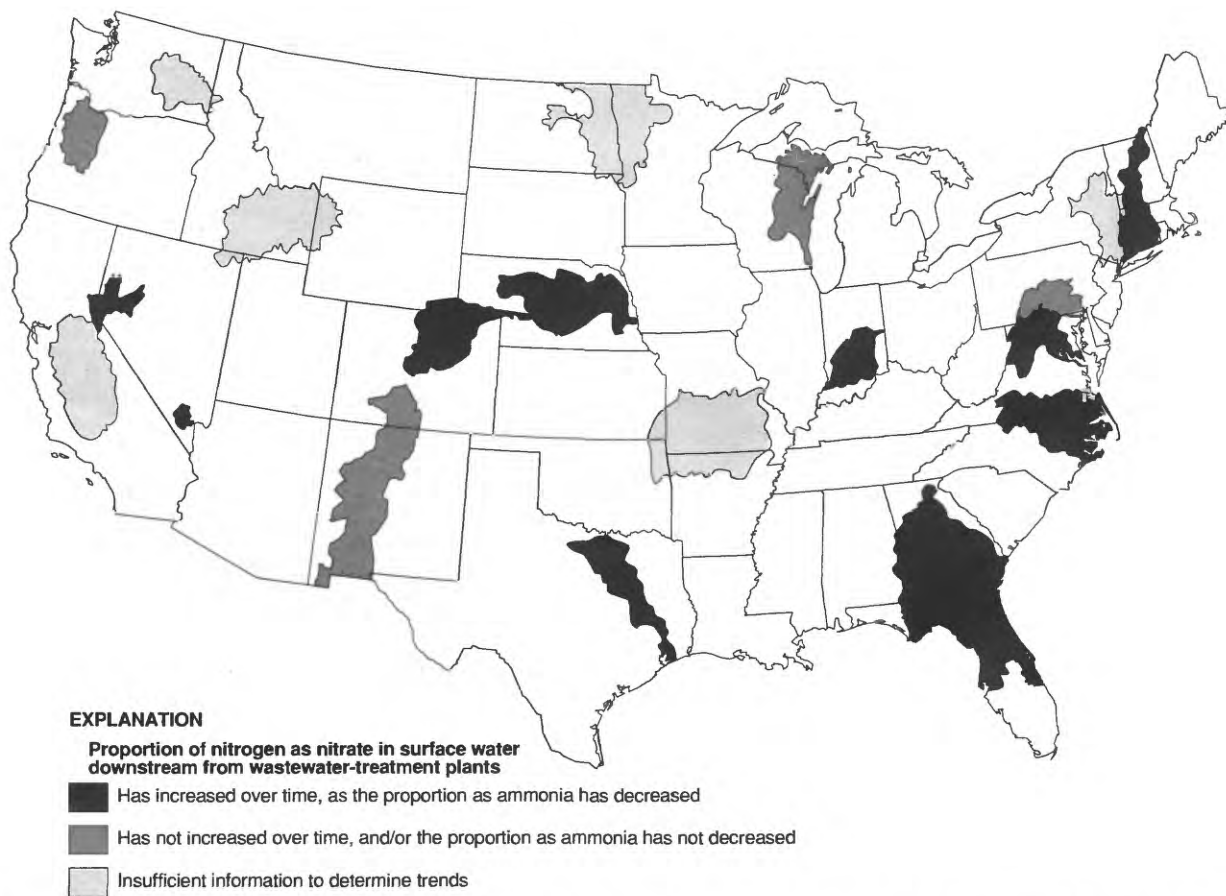 EXPLANATION
Proportion of nitrogen as nitrate in surface water
downstream from wastewater-treatment plants
Has increased over time, as the proportion as ammonia has decreased
Has not increased over time, and/or the proportion as ammonia has not decreased
Insufficient information to determine trends